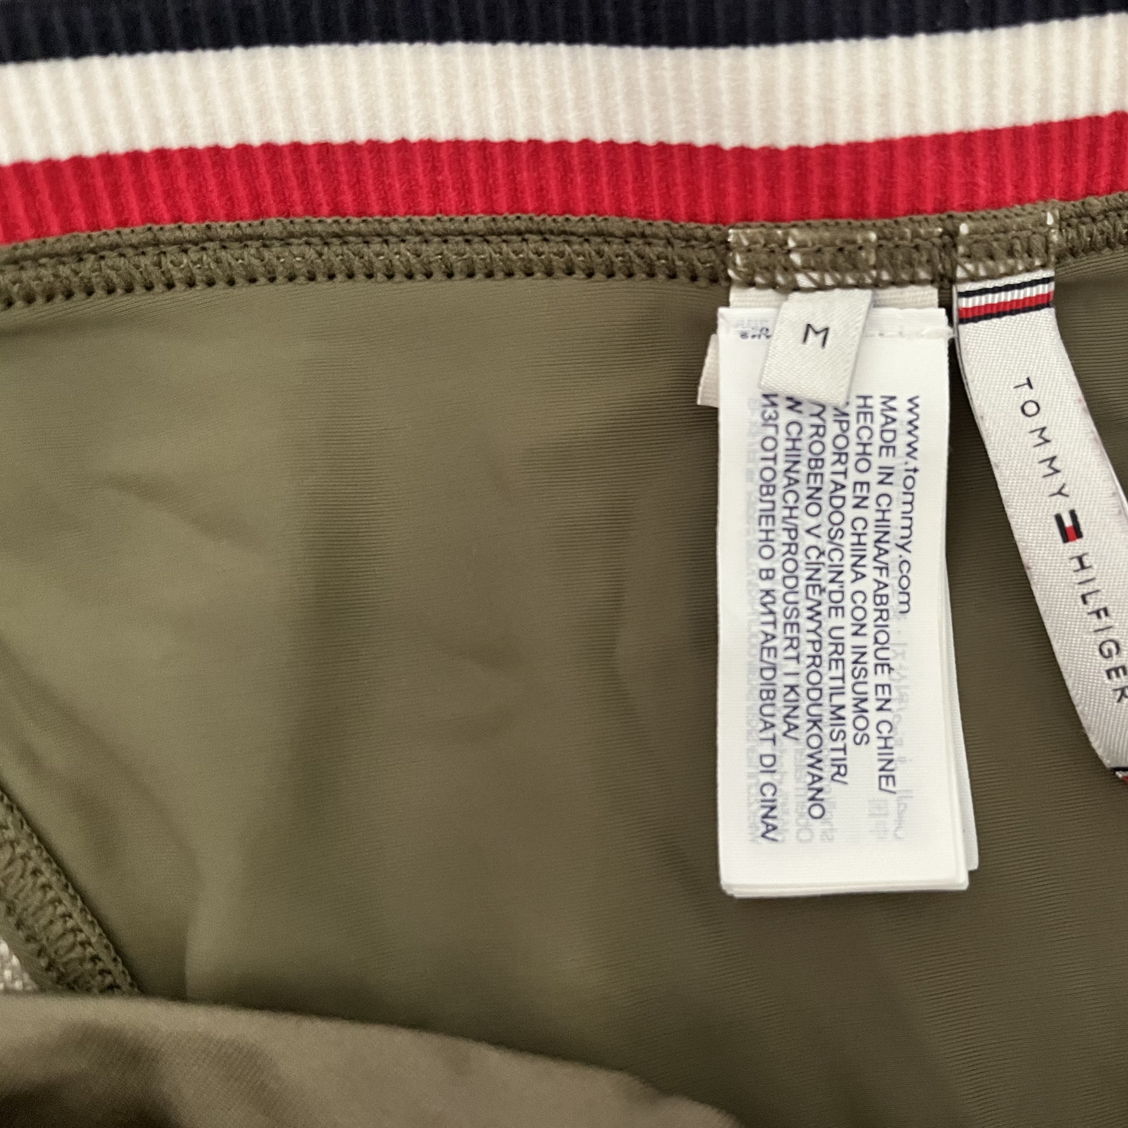 M
www.tommy.com
MADE IN CHINA/FABRIQUÉ EN CHINE/
HECHO EN CHINA CON INSUMOS
IMPORTADOS/CIN'DE URETILMISTIR/
VYROBENO V ČÍNĚ/WYPRODUKOWANO
W CHINACH/PRODUSERT I KINA/
ИЗГОТОВЛЕНО В КИТАЕ/DIBUAT DI CINA/
TOMMY HILFIGER